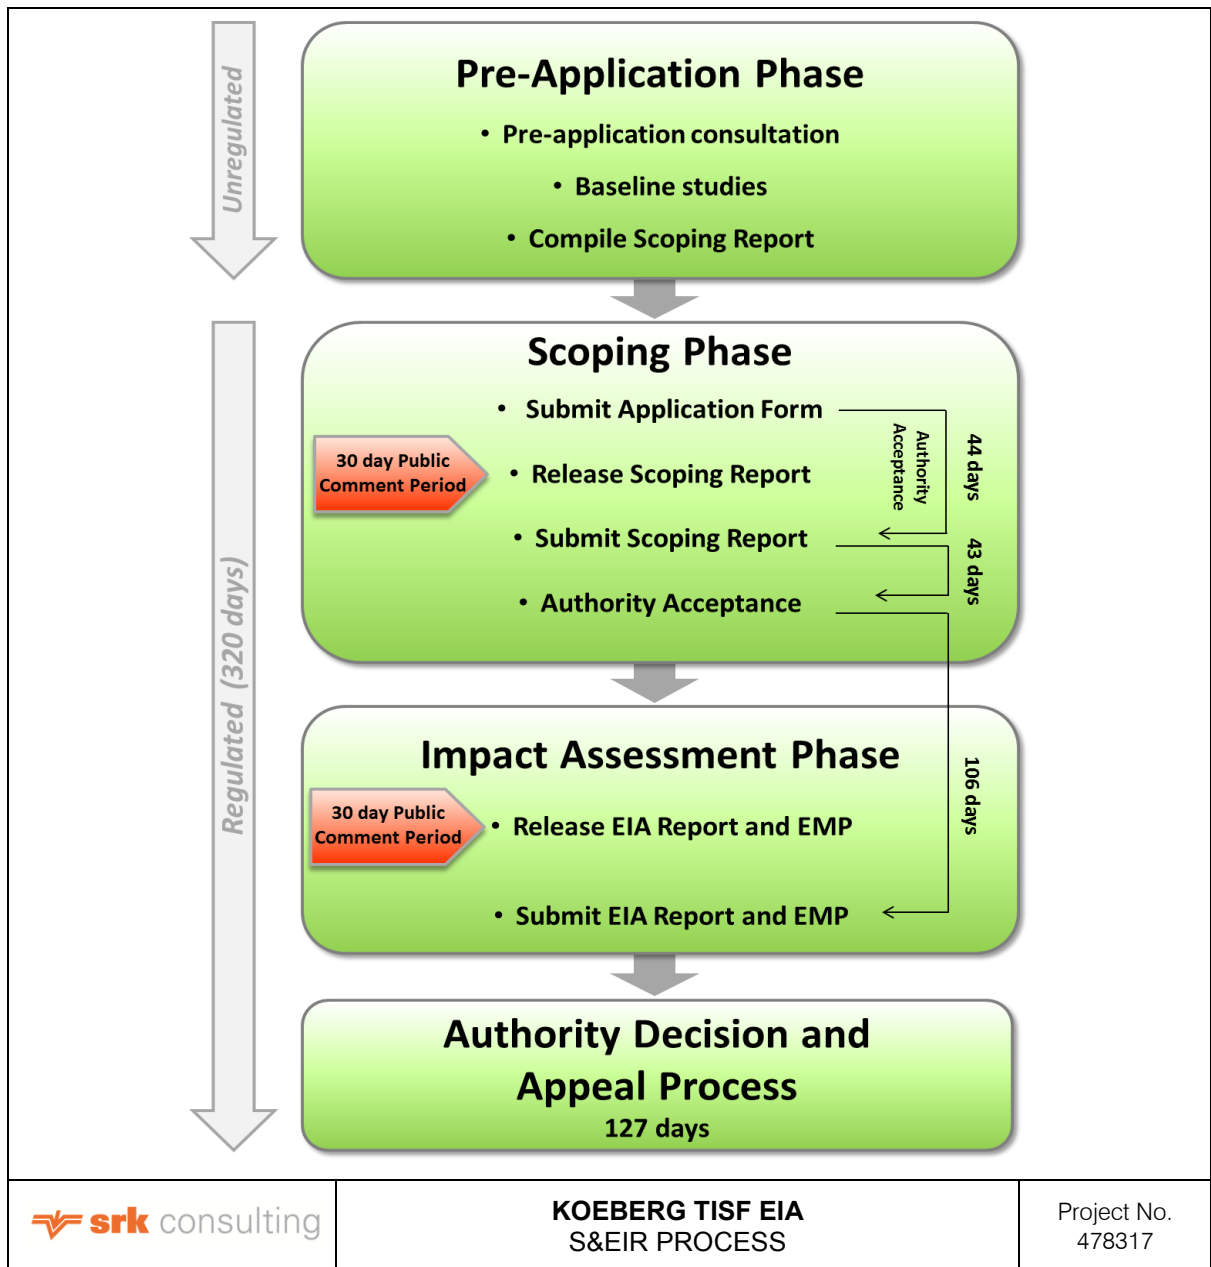 Unregulated
Pre-Application Phase
• Pre-application consultation
• Baseline studies
• Compile Scoping Report
Regulated (320 days)
Scoping Phase
• Submit Application Form
30 day Public
Comment Period
• Release Scoping Report
• Submit Scoping Report
• Authority Acceptance
Authority
Acceptance
44 days
43 days
Impact Assessment Phase
30 day Public
Comment Period
• Release EIA Report and EMP
• Submit EIA Report and EMP
106 days
Authority Decision and
Appeal Process
127 days
srk consulting
KOEBERG TISF EIA
S&EIR PROCESS
Project No.
478317